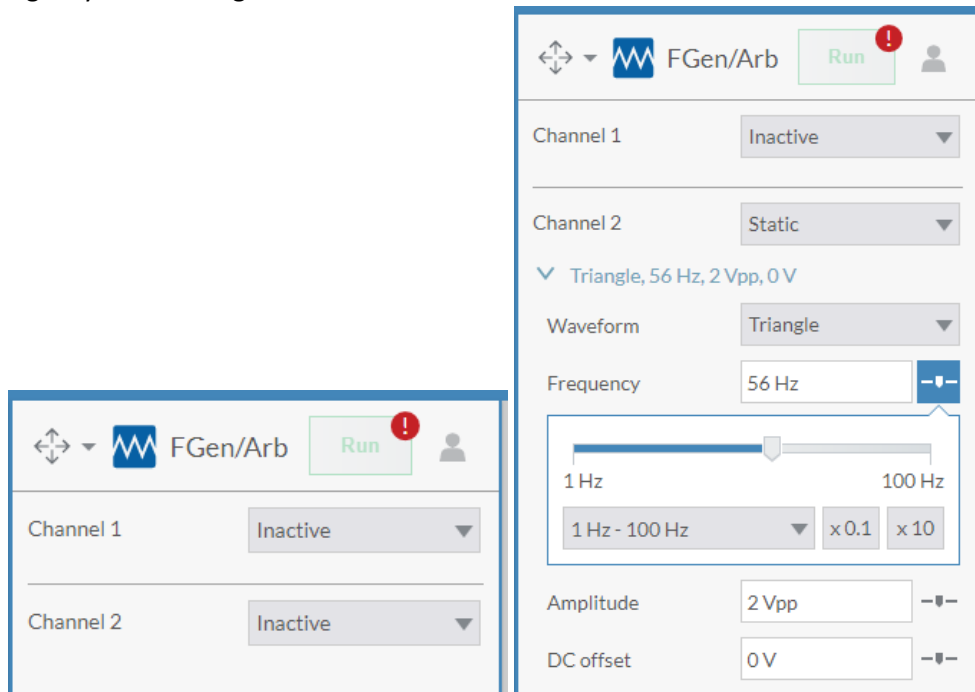 FGen/Arb Run !
Channel 1 Inactive
Channel 2 Inactive
FGen/Arb Run !
Channel 1 Inactive
Channel 2 Static
Triangle, 56 Hz, 2 Vpp, 0 V
Waveform Triangle
Frequency 56 Hz
1 Hz 100 Hz
1 Hz - 100 Hz x 0.1 x 10
Amplitude 2 Vpp
DC offset 0 V